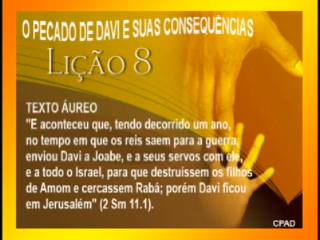 O PECADO DE DAVI E SUAS CONSEQUÊNCIAS
LIÇÃO 8
TEXTO ÁUREO
"E aconteceu que, tendo decorrido um ano,
no tempo em que os reis saem para a guerra,
enviou Davi a Joabe, e a seus servos com ele,
e a todo o Israel, para que destruíssem os filhos
de Amom e cercassem Rabá; porém Davi ficou
em Jerusalém" (2 Sm 11.1).
CPAD